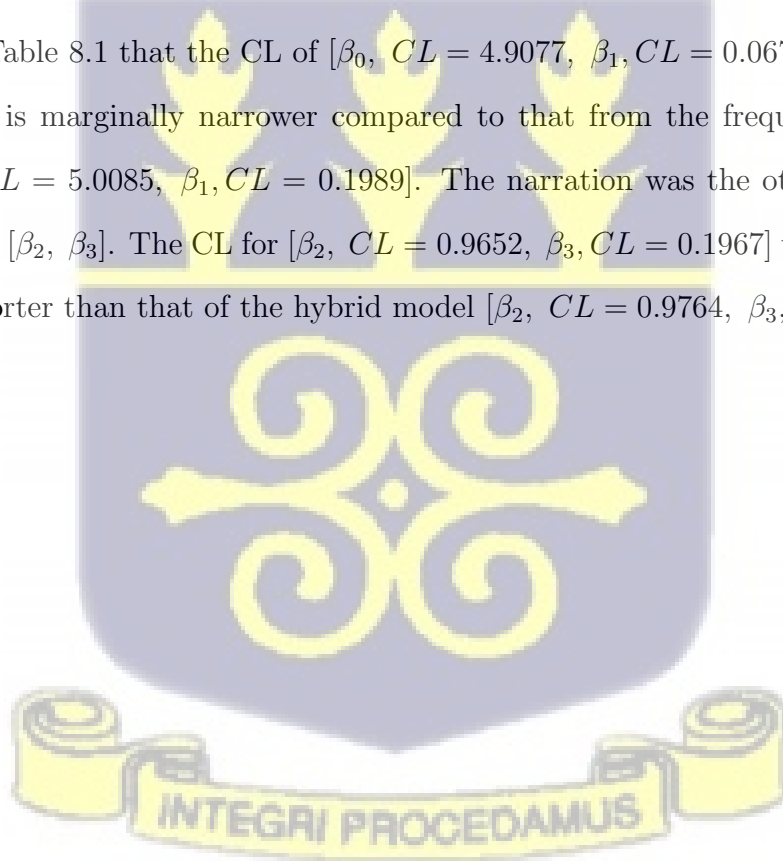 Table 8.1 that the CL of [β₀, CL = 4.9077, β₁, CL = 0.067
is marginally narrower compared to that from the frequ
L = 5.0085, β₁, CL = 0.1989]. The narration was the ot
[β₂, β₃]. The CL for [β₂, CL = 0.9652, β₃, CL = 0.1967]
orter than that of the hybrid model [β₂, CL = 0.9764, β₃,
INTEGRI PROCEDAMUS